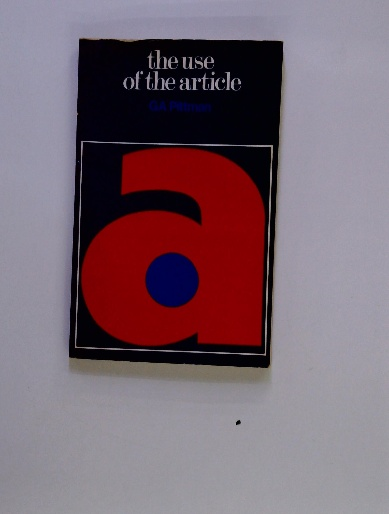 the use
of the article
a